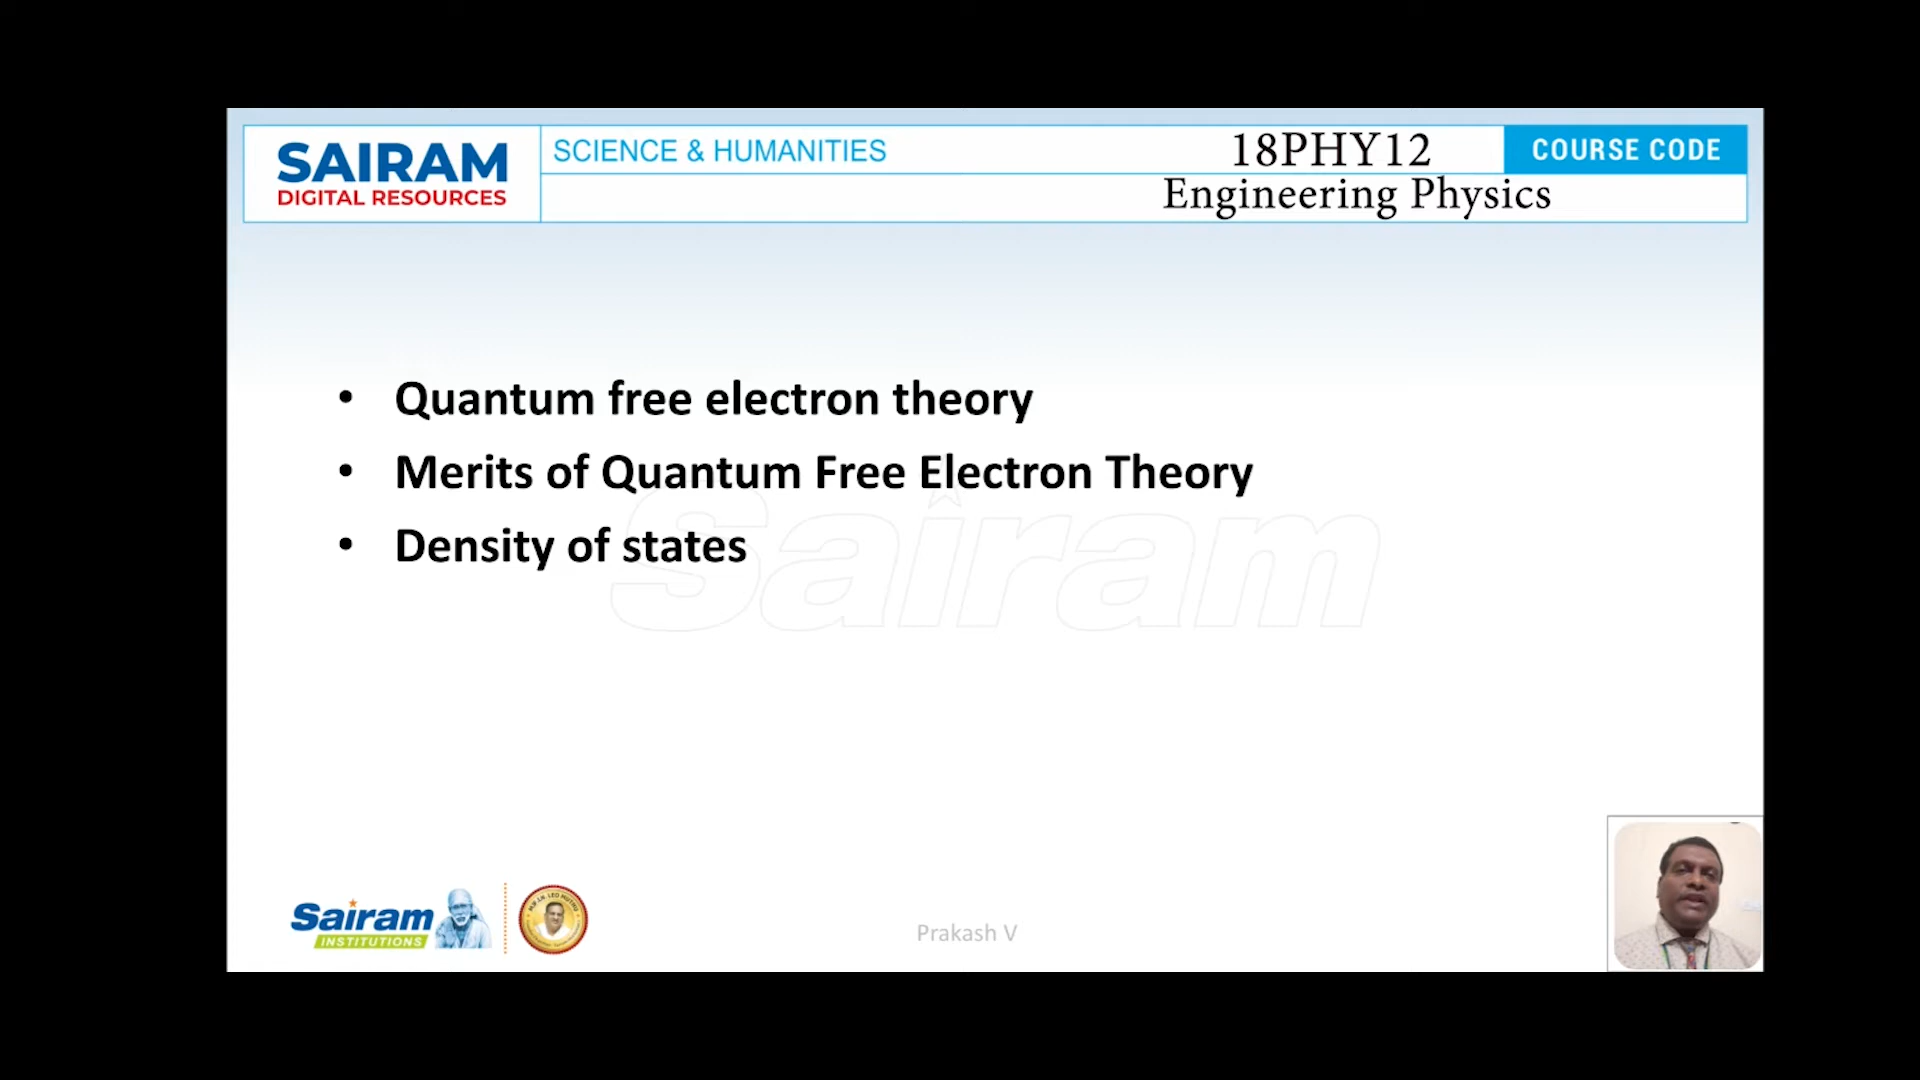 SAIRAM
DIGITAL RESOURCES
SCIENCE & HUMANITIES
18PHY12
COURSE CODE
Engineering Physics
• Quantum free electron theory
• Merits of Quantum Free Electron Theory
• Density of states
Sairam
Sairam
INSTITUTIONS
Prakash V